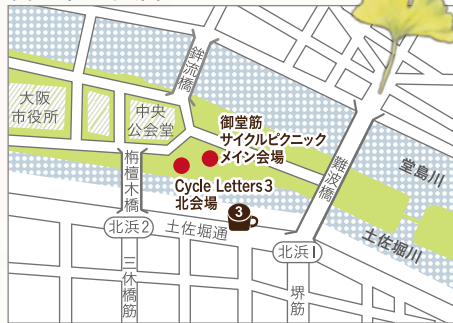 鉾流橋
大阪
市役所
中央
公会堂
御堂筋
サイクルピクニック
メイン会場
栴檀木橋
Cycle Letters3
北会場
難波橋
堂島川
土佐堀川
3
北浜2
土佐堀通
北浜1
三休橋筋
堺筋